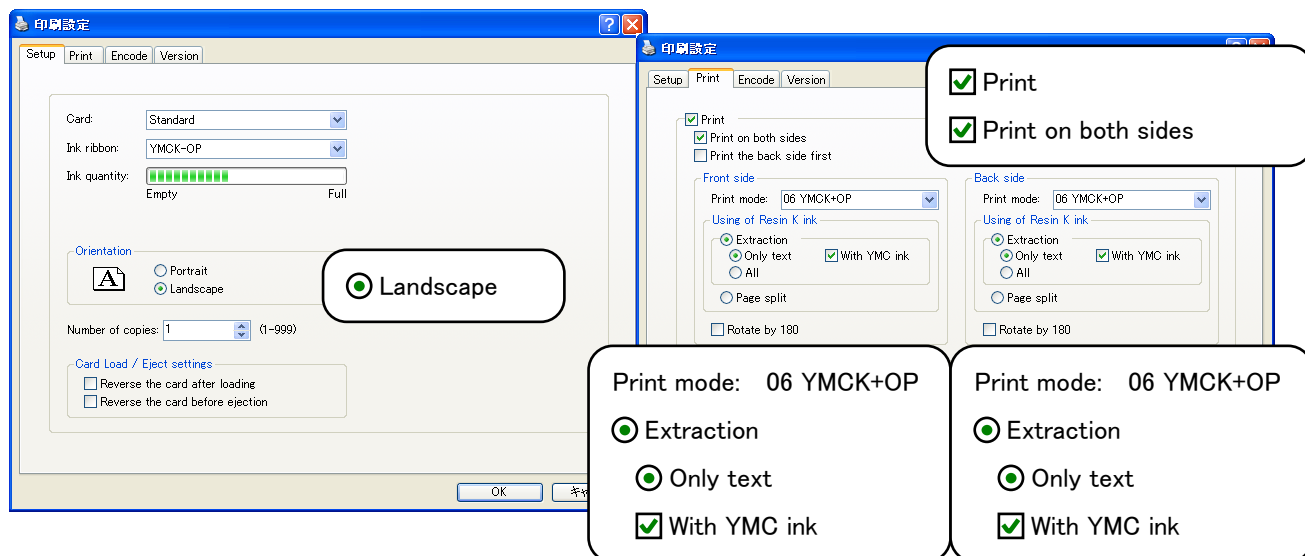 印刷設定
Setup Print Encode Version
Card: Standard
Ink ribbon: YMCK-OP
Ink quantity:
Empty Full
Orientation
A
Portrait
Landscape
Number of copies: 1 (1-999)
Card Load / Eject settings
Reverse the card after loading
Reverse the card before ejection
OK
Landscape
印刷設定
Setup Print Encode Version
Print
Print on both sides
Print the back side first
Front side
Print mode: 06 YMCK+OP
Using of Resin K ink
Extraction
Only text With YMC ink
All
Page split
Rotate by 180
Back side
Print mode: 06 YMCK+OP
Using of Resin K ink
Extraction
Only text With YMC ink
All
Page split
Rotate by 180
Print
Print on both sides
Print mode: 06 YMCK+OP
Extraction
Only text
With YMC ink
Print mode: 06 YMCK+OP
Extraction
Only text
With YMC ink